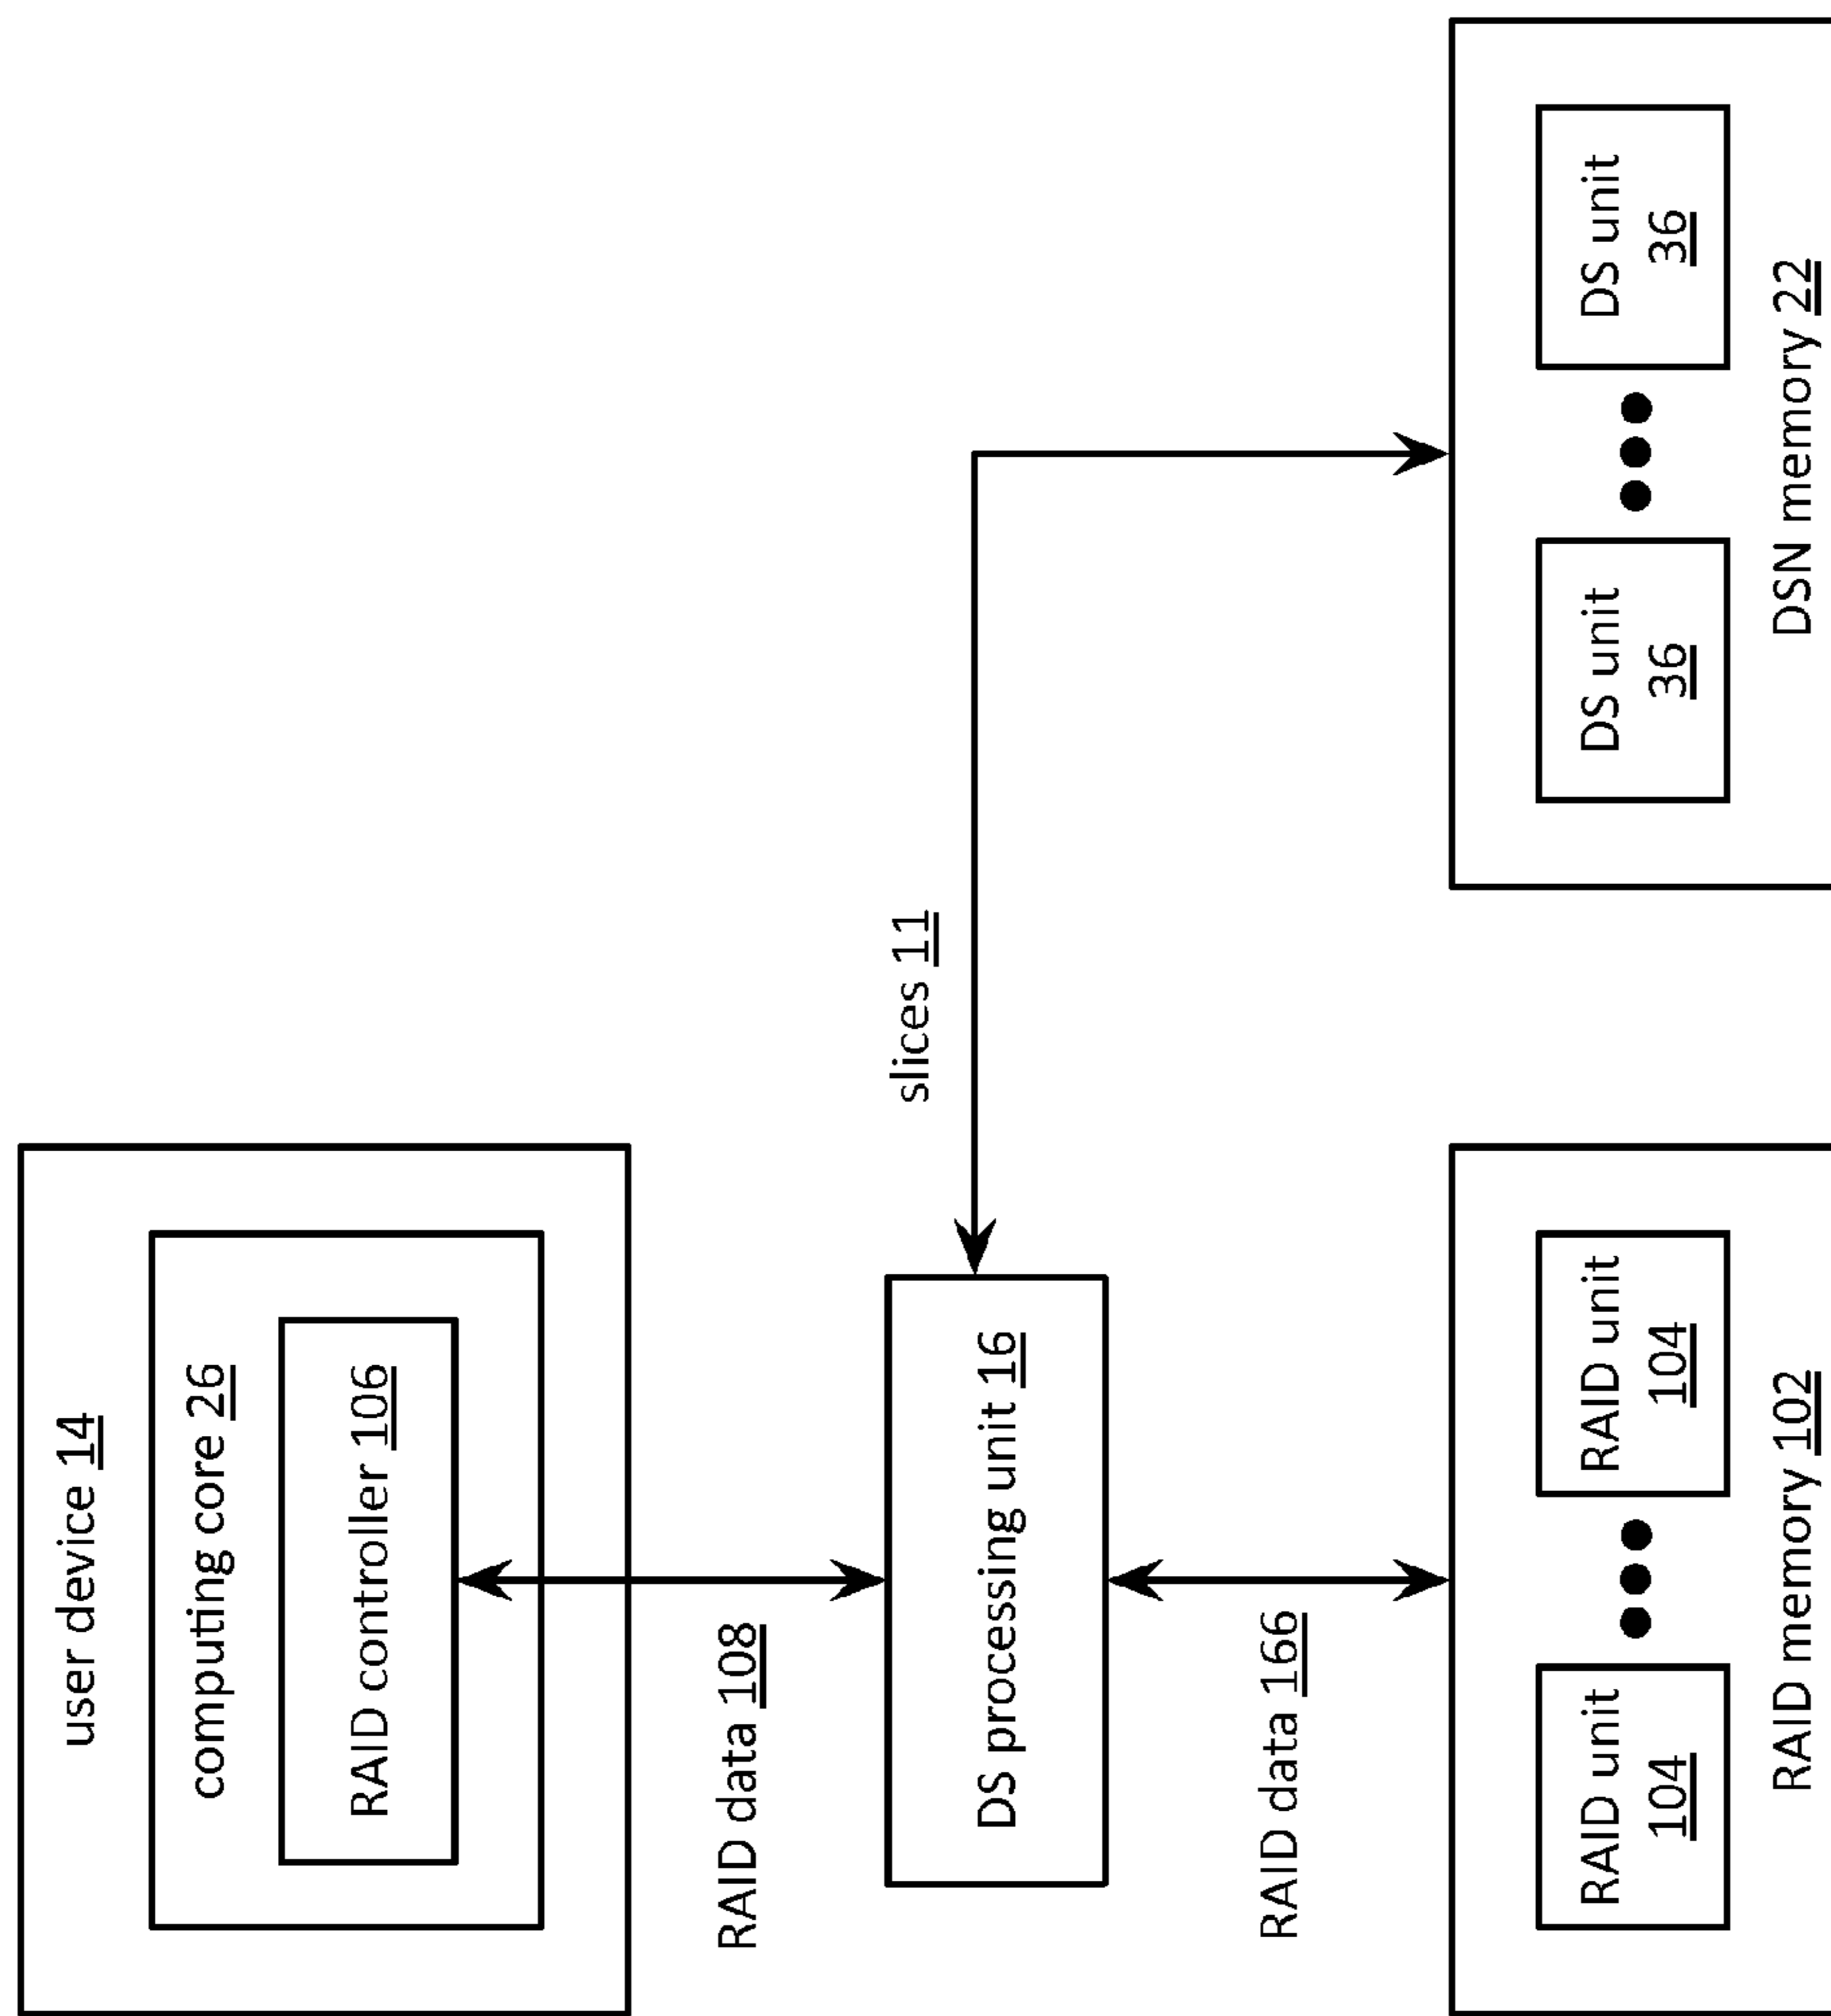 user device 14
computing core 26
RAID controller 106
RAID data 108
slices 11
DS processing unit 16
RAID data 166
RAID unit
104
RAID unit
104
RAID memory 102
DS unit
36
DS unit
36
DSN memory 22